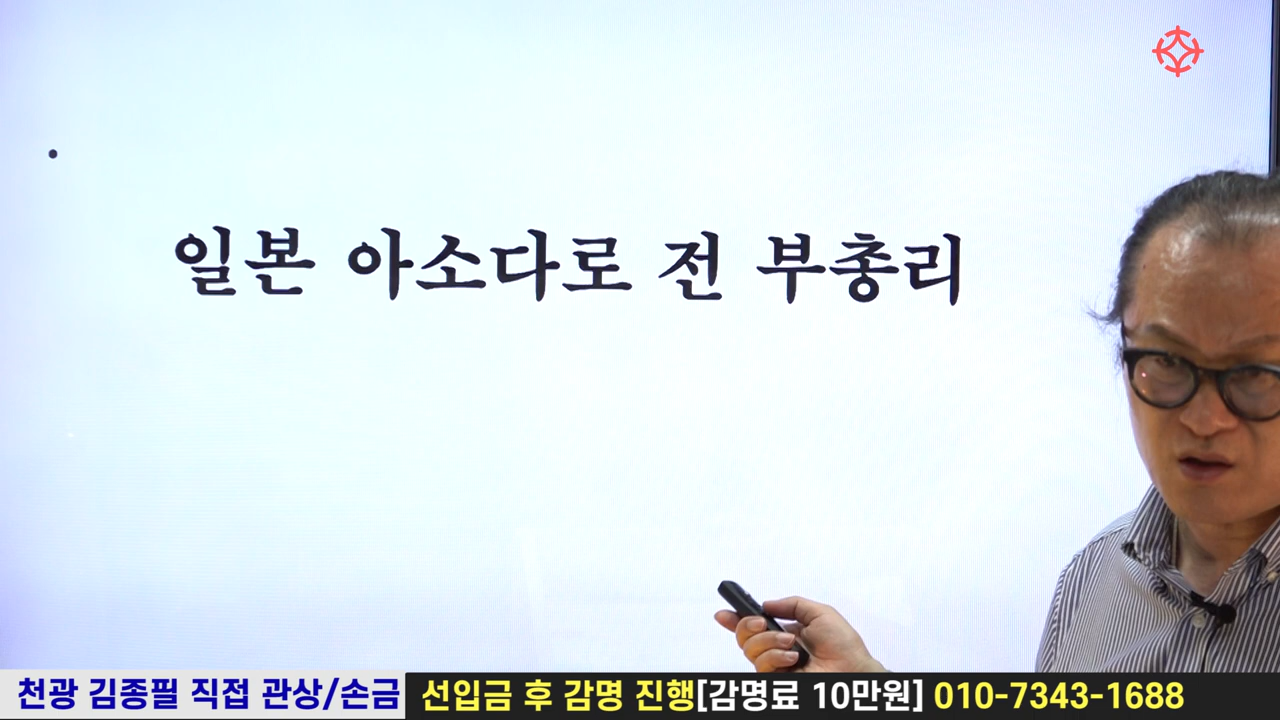 일본 아소다로 전 부총리
천광 김종필 직접 관상/손금 선입금 후 감명 진행[감명료 10만원] 010-7343-1688